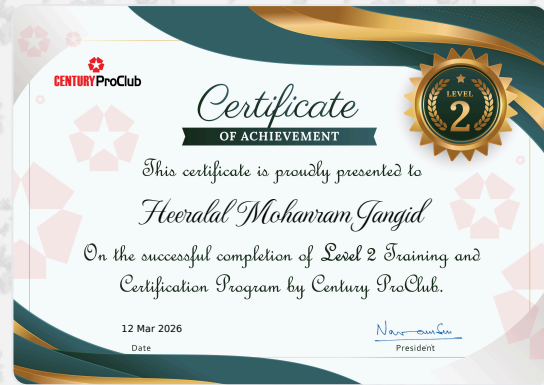 CENTURY ProClub
LEVEL
2
Certificate
OF ACHIEVEMENT
This certificate is proudly presented to
Heeralal Mohanram Jangid
On the successful completion of Level 2 Training and
Certification Program by Century ProClub.
12 Mar 2026
Date
President